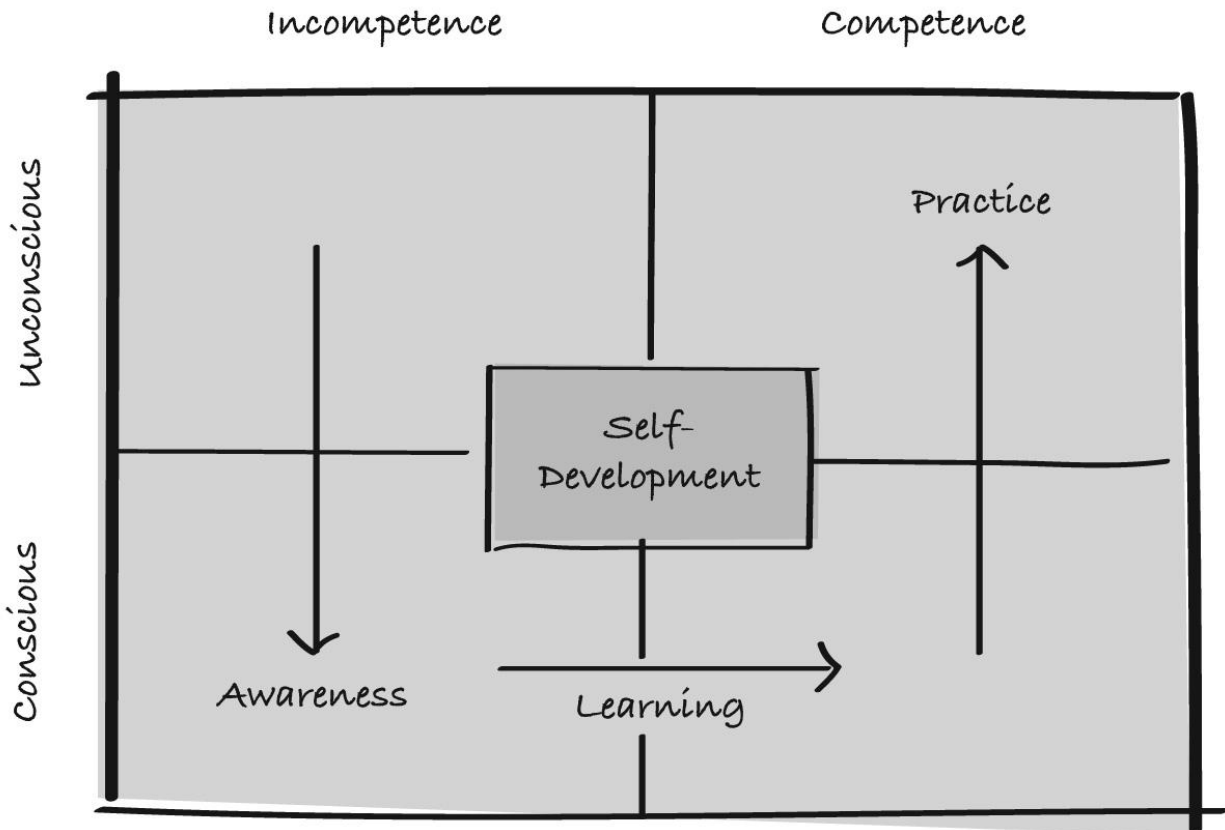 Incompetence
Competence
Unconscious
Practice
Self-
Development
Conscious
Awareness
Learning